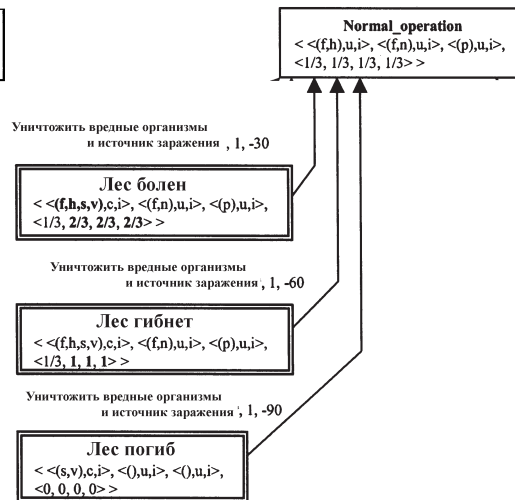 Normal_operation
< <(f,h),u,i>, <(f,n),u,i>, <(p),u,i>,
<1/3, 1/3, 1/3, 1/3> >
Уничтожить вредные организмы
и источник заражения , 1, -30
Лес болен
< <(f,h,s,v),c,i>, <(f,n),u,i>, <(p),u,i>,
<1/3, 2/3, 2/3, 2/3> >
Уничтожить вредные организмы
и источник заражения , 1, -60
Лес гибнет
< <(f,h,s,v),c,i>, <(f,n),u,i>, <(p),u,i>,
<1/3, 1, 1, 1> >
Уничтожить вредные организмы
и источник заражения ', 1, -90
Лес погиб
< <(s,v),c,i>, <(),u,i>, <(),u,i>,
<0, 0, 0, 0> >